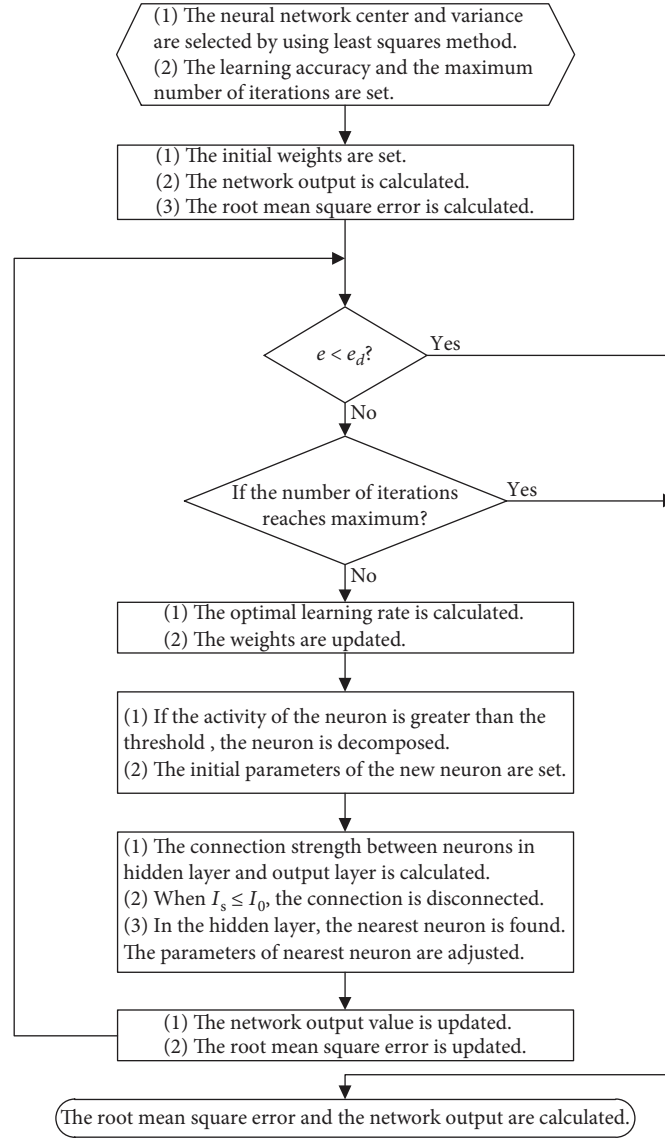 (1) The neural network center and variance
are selected by using least squares method.
(2) The learning accuracy and the maximum
number of iterations are set.
(1) The initial weights are set.
(2) The network output is calculated.
(3) The root mean square error is calculated.
e < e_d?
Yes
No
If the number of iterations
reaches maximum?
Yes
No
(1) The optimal learning rate is calculated.
(2) The weights are updated.
(1) If the activity of the neuron is greater than the
threshold , the neuron is decomposed.
(2) The initial parameters of the new neuron are set.
(1) The connection strength between neurons in
hidden layer and output layer is calculated.
(2) When I_s ≤ I_0, the connection is disconnected.
(3) In the hidden layer, the nearest neuron is found.
The parameters of nearest neuron are adjusted.
(1) The network output value is updated.
(2) The root mean square error is updated.
The root mean square error and the network output are calculated.